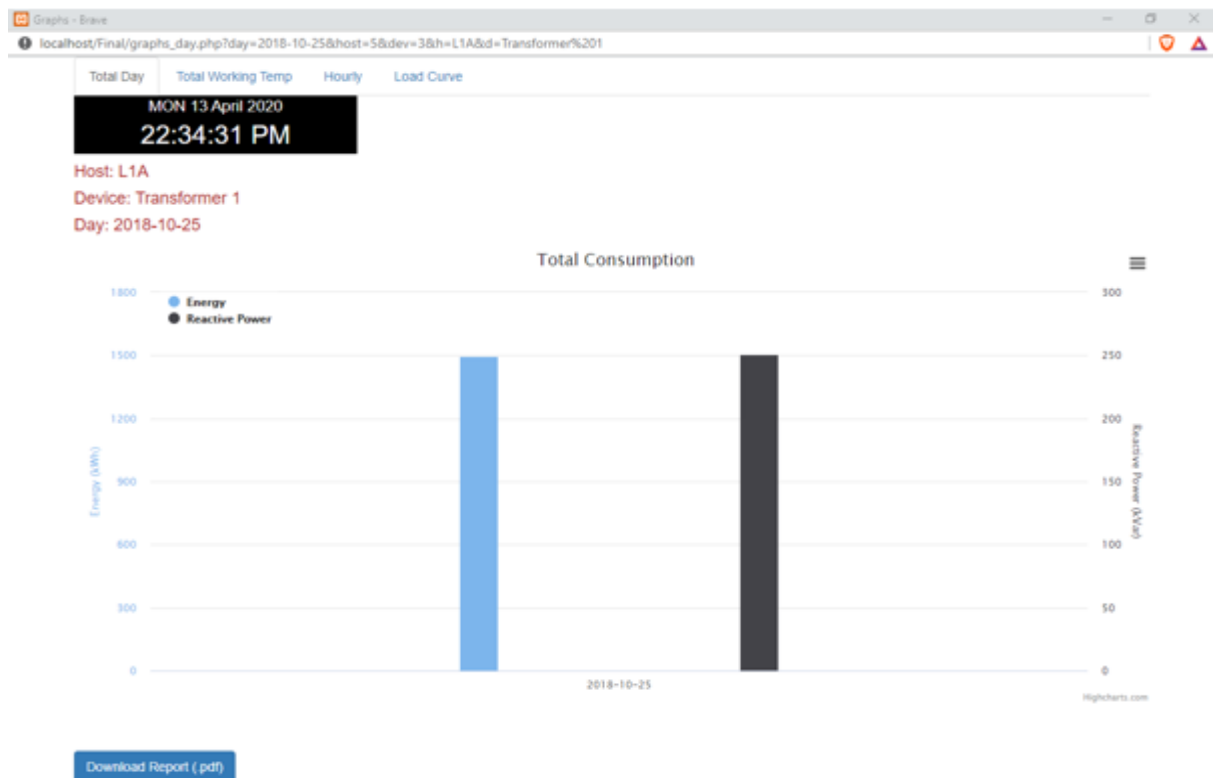 Graphs - Brave
localhost/Final/graphs_day.php?day=2018-10-25&host=5&dev=3&h=L1A&d=Transformer%201
Total Day Total Working Temp Hourly Load Curve
MON 13 April 2020
22:34:31 PM
Host: L1A
Device: Transformer 1
Day: 2018-10-25
Total Consumption
1800 300
Energy
Reactive Power
1500 250
1200 200
900 150
600 100
300 50
0 0
Energy (kWh)
Reactive Power (kVar)
2018-10-25
Highcharts.com
Download Report (.pdf)